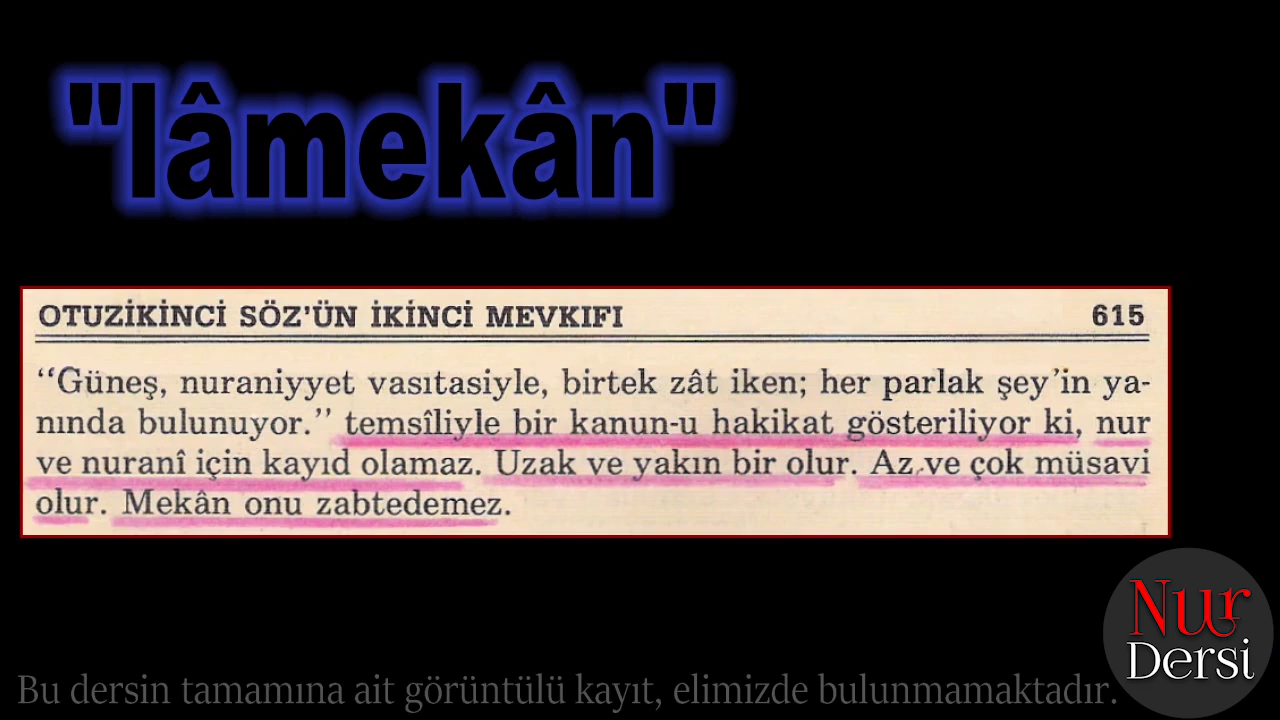 "lâmekân"
OTUZİKİNCİ SÖZ'ÜN İKİNCİ MEVKIFI 615
“Güneş, nuraniyyet vasıtasiyle, birtek zât iken; her parlak şey'in ya-
nında bulunuyor.” temsîliyle bir kanun-u hakikat gösteriliyor ki, nur
ve nuranî için kayıd olamaz. Uzak ve yakın bir olur. Az ve çok müsavi
olur. Mekân onu zabtedemez.
Nur
Dersi
Bu dersin tamamına ait görüntülü kayıt, elimizde bulunmamaktadır.